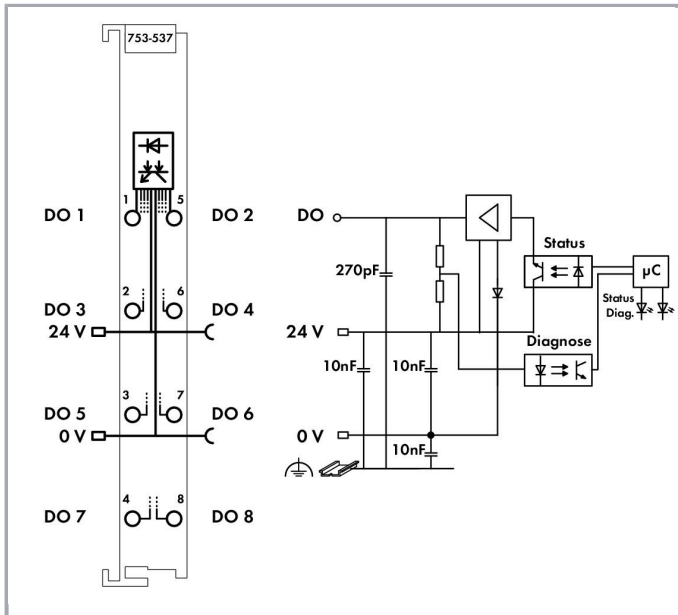 753-537
1 5
DO 1 DO 2
2 6
DO 3 DO 4
24 V
3 7
DO 5 DO 6
0 V
4 8
DO 7 DO 8
DO
270pF
Status
µC
Status
Diag.
24 V
Diagnose
10nF 10nF
0 V
10nF